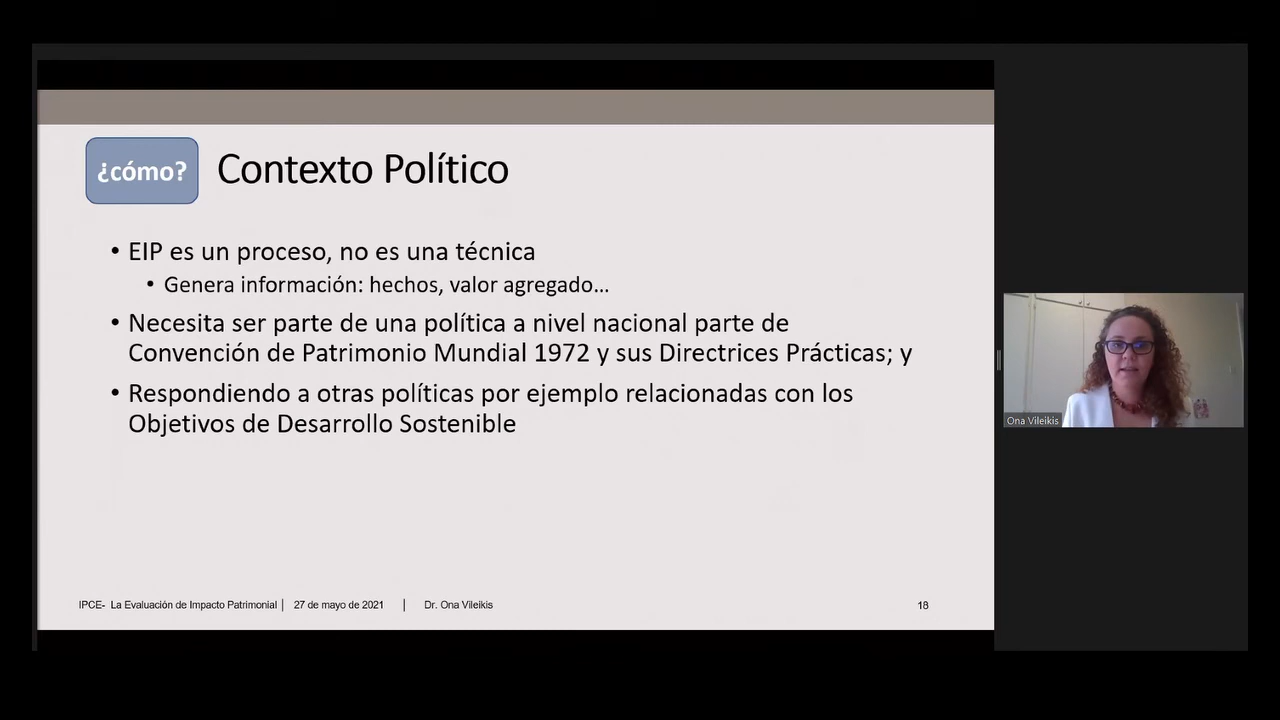 ¿cómo? Contexto Político
• EIP es un proceso, no es una técnica
• Genera información: hechos, valor agregado...
• Necesita ser parte de una política a nivel nacional parte de
Convención de Patrimonio Mundial 1972 y sus Directrices Prácticas; y
• Respondiendo a otras políticas por ejemplo relacionadas con los
Objetivos de Desarrollo Sostenible
IPCE- La Evaluación de Impacto Patrimonial | 27 de mayo de 2021 | Dr. Ona Vileikis 18
Ona Vileikis